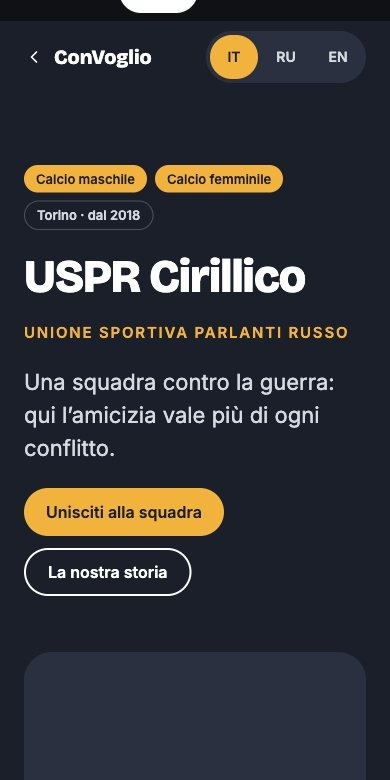 ConVoglio
IT RU EN
Calcio maschile Calcio femminile
Torino · dal 2018
USPR Cirillico
UNIONE SPORTIVA PARLANTI RUSSO
Una squadra contro la guerra:
qui l’amicizia vale più di ogni
conflitto.
Unisciti alla squadra
La nostra storia